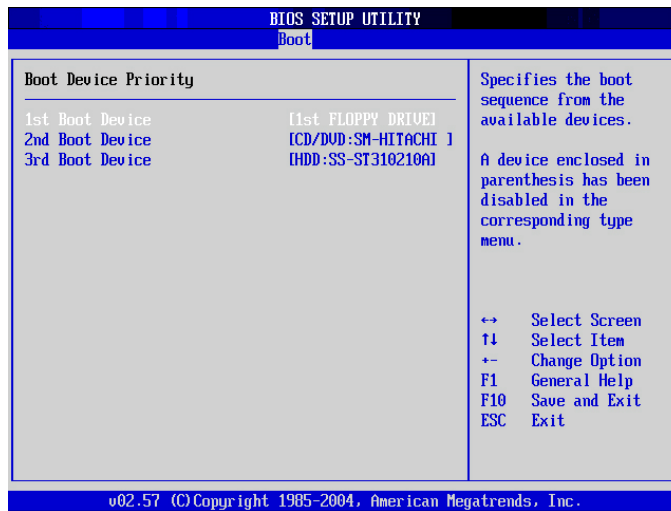 BIOS SETUP UTILITY
Boot
Boot Device Priority
1st Boot Device [1st FLOPPY DRIVE]
2nd Boot Device [CD/DVD:SM-HITACHI ]
3rd Boot Device [HDD:SS-ST310210A]
Specifies the boot
sequence from the
available devices.
A device enclosed in
parenthesis has been
disabled in the
corresponding type
menu.
↔ Select Screen
↑↓ Select Item
+- Change Option
F1 General Help
F10 Save and Exit
ESC Exit
v02.57 (C)Copyright 1985-2004, American Megatrends, Inc.